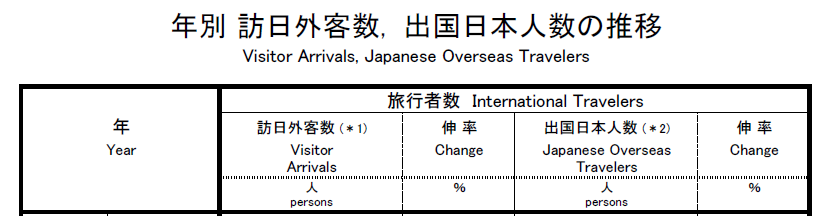 年別 訪日外客数, 出国日本人数の推移
Visitor Arrivals, Japanese Overseas Travelers
旅行者数 International Travelers
年
Year
訪日外客数(*1)
Visitor
Arrivals
伸 率
Change
出国日本人数(*2)
Japanese Overseas
Travelers
伸 率
Change
人
persons
%
人
persons
%